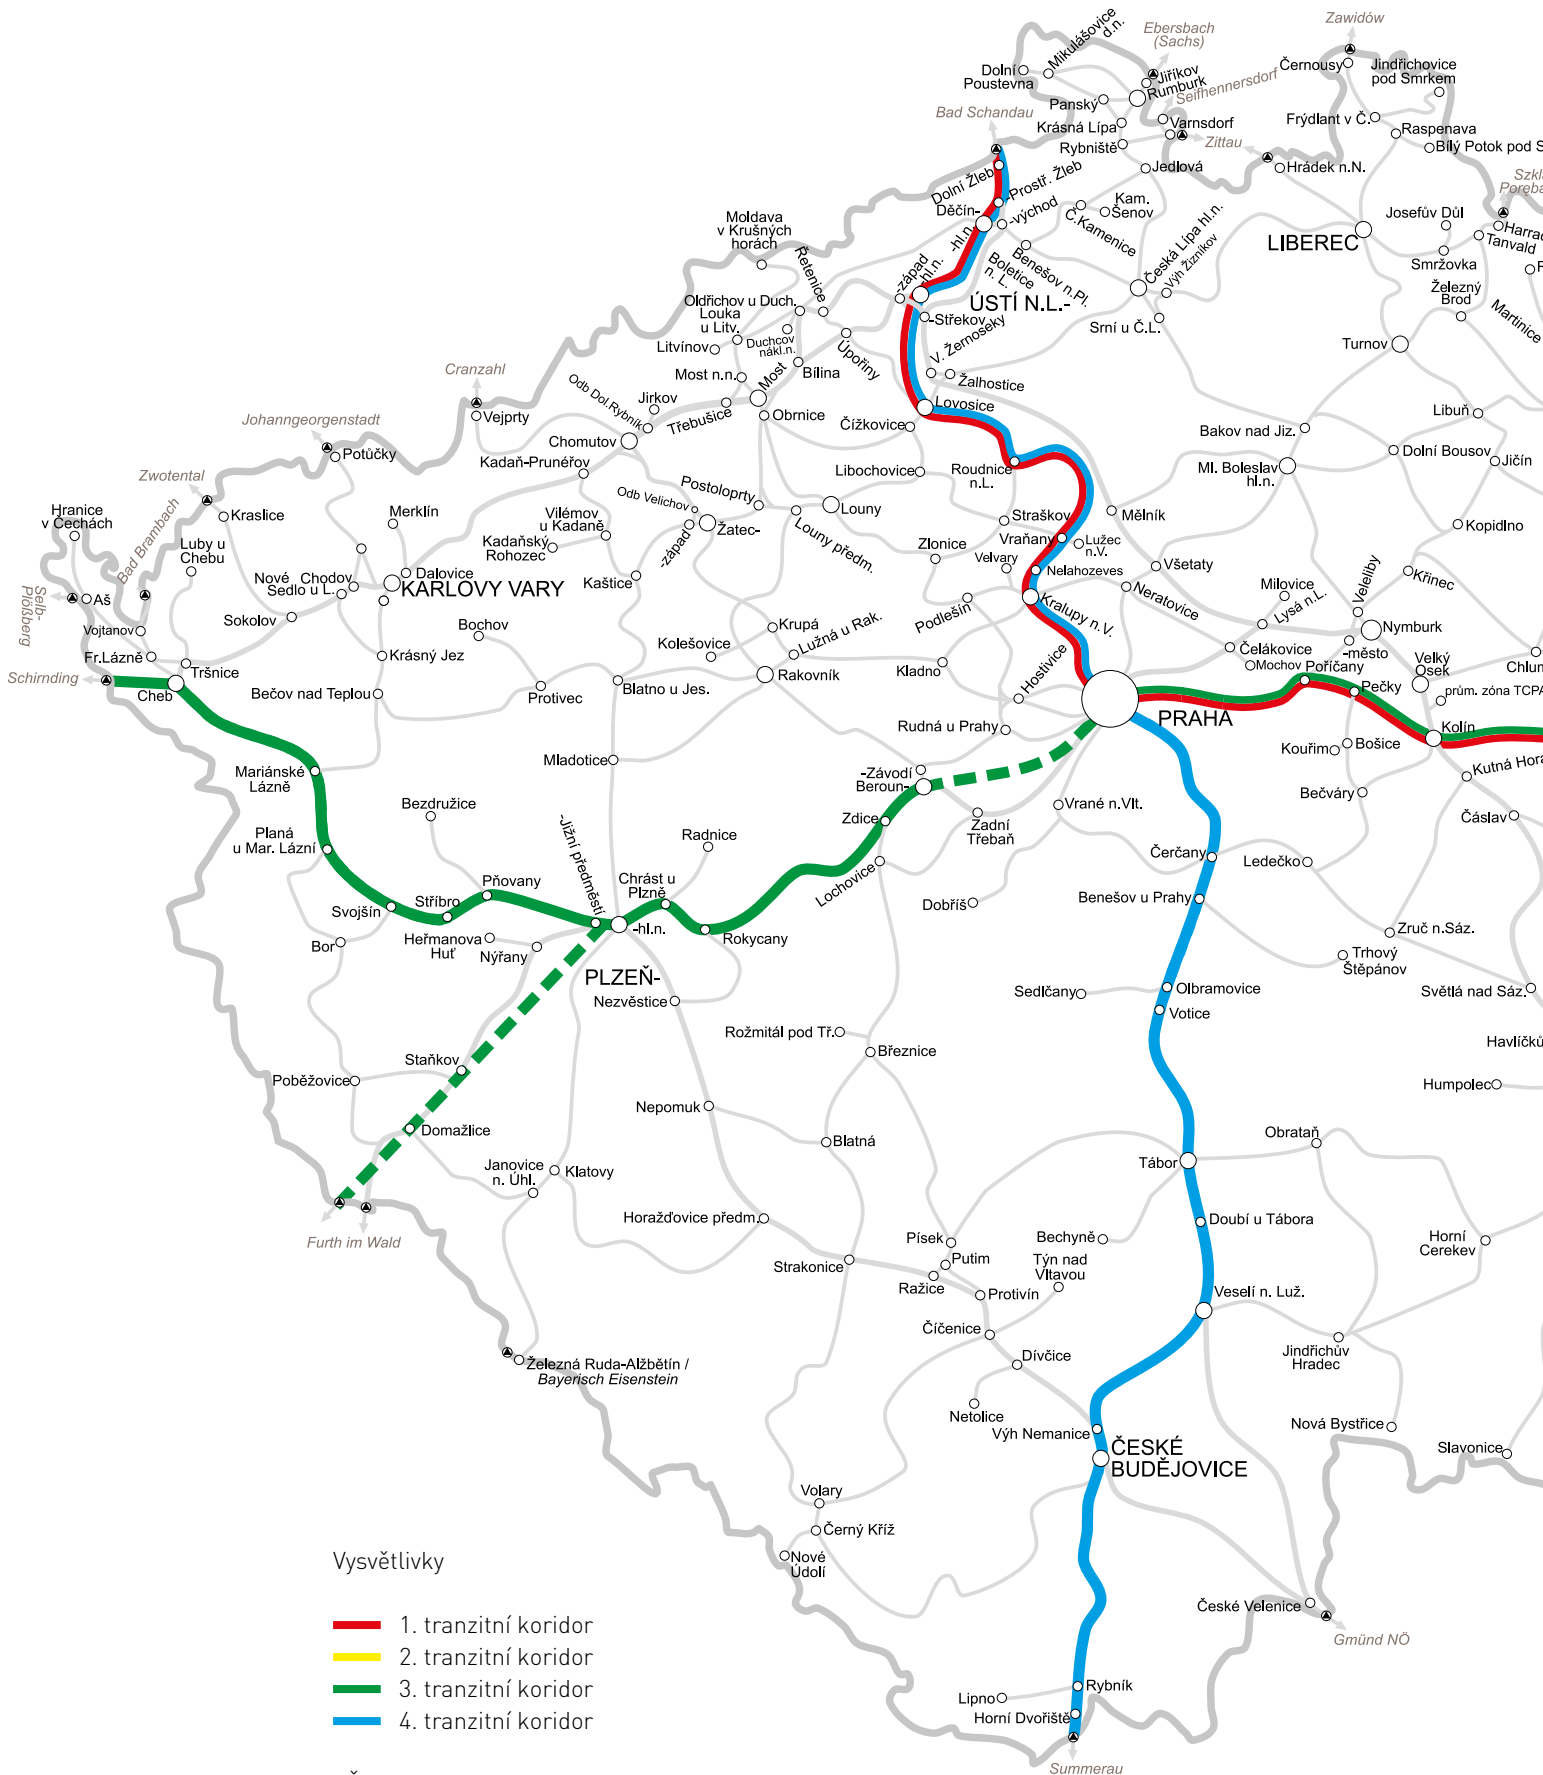 Zawidów
Mikulášovice
d.n.
Ebersbach
(Sachs)
Dolní
Poustevna
Jiříkov
Rumburk
Seifhennersdorf
Černousy
Jindřichovice
pod Smrkem
Panský
Bad Schandau
Krásná Lípa
Varnsdorf
Frýdlant v Č.
Raspenava
Rybniště
Zittau
Bílý Potok pod S
Jedlová
Hrádek n.N.
Dolní Žleb
-Prostř. Žleb
Szkla
Poręba
Děčín-
-hl.n.
-východ
Kam.
Šenov
Č.Kamenice
Josefův Důl
Harrac
Tanvald
Moldava
v Krušných
horách
LIBEREC
Smržovka
Řetenice
-západ
-hl.n.
Boletice
n. L.
Benešov n.Pl.
Česká Lípa hl.n.
Výh Žizníkov
Železný
Brod
R
Martinice
Oldřichov u Duch.
Louka
u Litv.
ÚSTÍ N.L.-
-Střekov
Srní u Č.L.
Turnov
Litvínov
Duchcov
nákl.n.
Úpořiny
V. Žernoseky
Cranzahl
Most n.n.
Most
Bílina
Žalhostice
Odb Dol.Rybník
Jirkov
Třebušice
Obrnice
Lovosice
Libuň
Johanngeorgenstadt
Vejprty
Čížkovice
Bakov nad Jiz.
Chomutov
Potůčky
Kadaň-Prunéřov
Libochovice
Roudnice
n.L.
Ml. Boleslav
hl.n.
Dolní Bousov
Jičín
Zwotental
Postoloprty
Odb Velichov
Louny
Hranice
v Čechách
Bad Brambach
Kraslice
Merklín
Vilémov
u Kadaně
Žatec-
-západ
Louny předm.
Straškov
Mělník
Kopidlno
Luby u
Chebu
Kadaňský
Rohozec
Zlonice
Vraňany
Lužec
n.V.
Velvary
Nelahozeves
Všetaty
Nové
Sedlo u L.
Chodov
Dalovice
KARLOVY VARY
Kaštice
Milovice
Veleliby
Křinec
Selb-
Plößberg
Aš
Sokolov
Podlešín
Kralupy n.V.
Neratovice
Lysá n.L.
Vojtanov
Bochov
Krupá
Kolešovice
Lužná u Rak.
Nymburk
-město
Fr.Lázně
Tršnice
Krásný Jez
Kladno
Hostivice
Čelákovice
Mochov
Poříčany
Velký
Osek
Chlum
Schirnding
Cheb
Bečov nad Teplou
Protivec
Blatno u Jes.
Rakovník
Pečky
prům. zóna TCPA
PRAHA
Rudná u Prahy
Kolín
Kouřim
Bošice
Mariánské
Lázně
Mladotice
-Závodí
Beroun-
Kutná Hora
Bezdružice
Vrané n.Vlt.
Bečváry
Čáslav
Planá
u Mar. Lázní
-Jižní předměstí
Radnice
Zdice
Zadní
Třebaň
Čerčany
Ledečko
Pňovany
Chrást u
Plzně
Lochovice
Dobříš
Benešov u Prahy
Svojšín
Stříbro
-hl.n.
Rokycany
Zruč n.Sáz.
Bor
Heřmanova
Huť
Nýřany
Trhový
Štěpánov
PLZEŇ-
Nezvěstice
Sedlčany
Olbramovice
Světlá nad Sáz.
Votice
Rožmitál pod Tř.
Havlíčků
Staňkov
Březnice
Poběžovice
Humpolec
Nepomuk
Domažlice
Blatná
Obrataň
Janovice
n. Úhl.
Klatovy
Tábor
Horažďovice předm.
Doubí u Tábora
Furth im Wald
Písek
Bechyně
Horní
Cerekev
Strakonice
Putim
Týn nad
Vltavou
Ražice
Protivín
Veselí n. Luž.
Číčenice
Železná Ruda-Alžbětín /
Bayerisch Eisenstein
Dívčice
Jindřichův
Hradec
Netolice
Výh Nemanice
Nová Bystřice
ČESKÉ
BUDĚJOVICE
Slavonice
Volary
Černý Kříž
Nové
Údolí
Vysvětlivky
České Velenice
1. tranzitní koridor
Gmünd NÖ
2. tranzitní koridor
3. tranzitní koridor
Rybník
Lipno
4. tranzitní koridor
Horní Dvořiště
Summerau